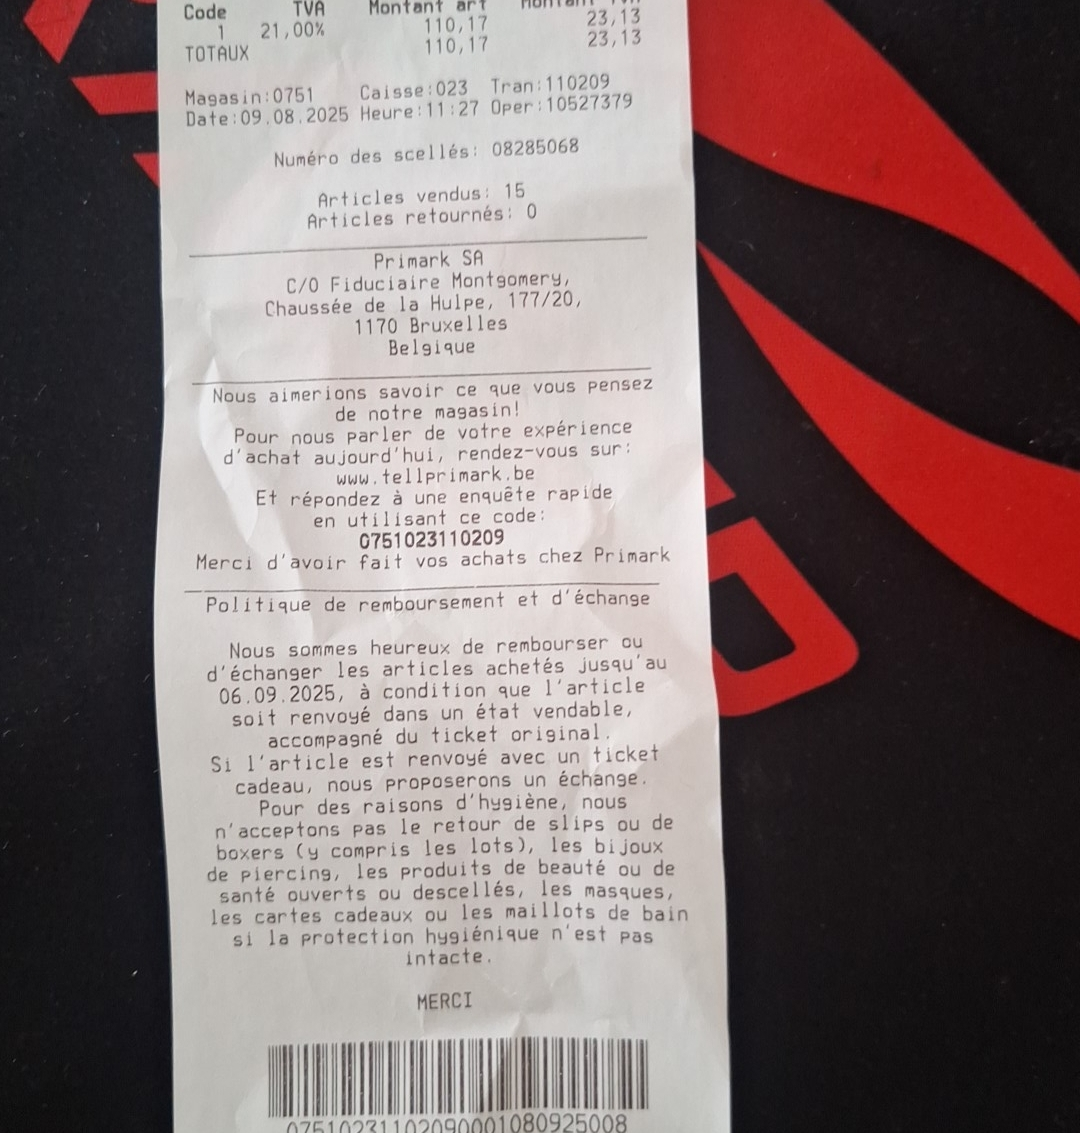 Code TVA Montant art Montant TVA
1 21,00% 110,17 23,13
TOTAUX 110,17 23,13
Magasin:0751 Caisse:023 Tran:110209
Date:09.08.2025 Heure:11:27 Oper:10527379
Numéro des scellés: 08285068
Articles vendus: 15
Articles retournés: 0
Primark SA
C/O Fiduciaire Montgomery,
Chaussée de la Hulpe, 177/20,
1170 Bruxelles
Belgique
Nous aimerions savoir ce que vous pensez
de notre magasin!
Pour nous parler de votre expérience
d'achat aujourd'hui, rendez-vous sur:
www.tellprimark.be
Et répondez à une enquête rapide
en utilisant ce code:
0751023110209
Merci d'avoir fait vos achats chez Primark
Politique de remboursement et d'échange
Nous sommes heureux de rembourser ou
d'échanger les articles achetés jusqu'au
06.09.2025, à condition que l'article
soit renvoyé dans un état vendable,
accompagné du ticket original.
Si l'article est renvoyé avec un ticket
cadeau, nous proposerons un échange.
Pour des raisons d'hygiène, nous
n'acceptons pas le retour de slips ou de
boxers (y compris les lots), les bijoux
de piercing, les produits de beauté ou de
santé ouverts ou descellés, les masques,
les cartes cadeaux ou les maillots de bain
si la protection hygiénique n'est pas
intacte.
MERCI
07510231102090001080925008